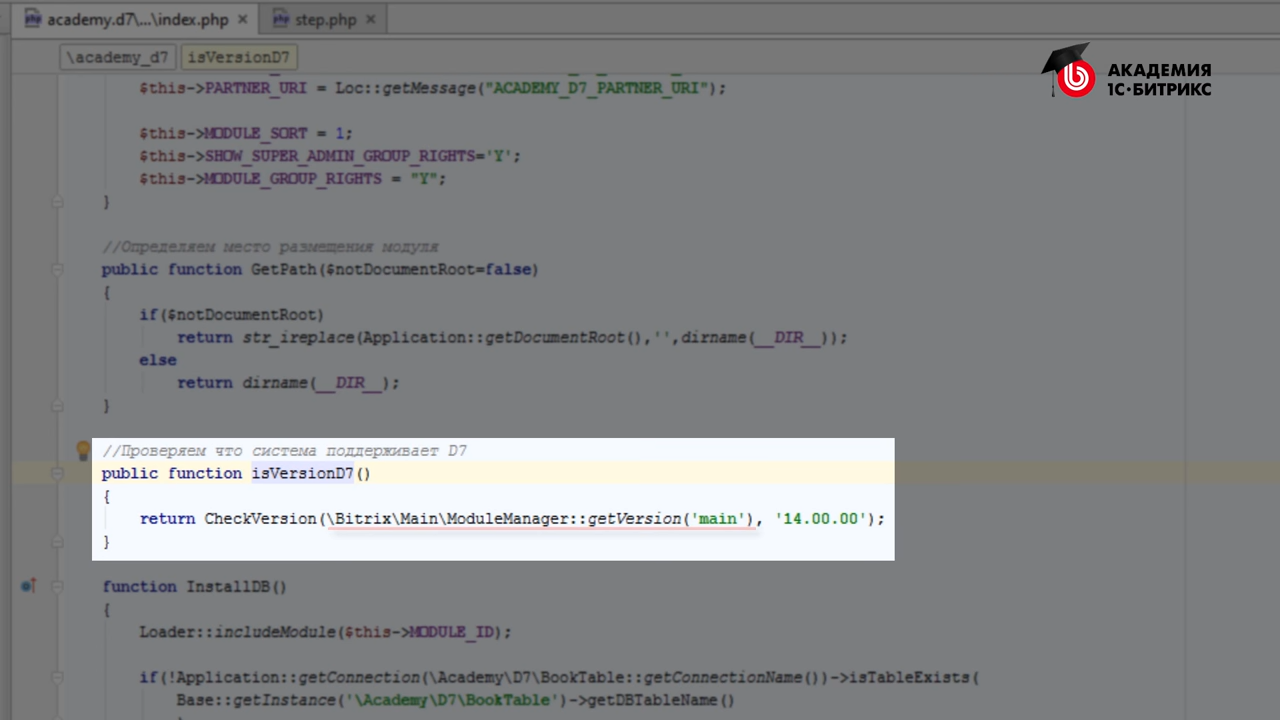 academy.d7\...\index.php × step.php ×
\academy_d7 isVersionD7
АКАДЕМИЯ
1С·БИТРИКС
$this->PARTNER_URI = Loc::getMessage("ACADEMY_D7_PARTNER_URI");
$this->MODULE_SORT = 1;
$this->SHOW_SUPER_ADMIN_GROUP_RIGHTS='Y';
$this->MODULE_GROUP_RIGHTS = "Y";
}
//Определяем место размещения модуля
public function GetPath($notDocumentRoot=false)
{
if($notDocumentRoot)
return str_ireplace(Application::getDocumentRoot(),'',dirname(__DIR__));
else
return dirname(__DIR__);
}
//Проверяем что система поддерживает D7
public function isVersionD7()
{
return CheckVersion(\Bitrix\Main\ModuleManager::getVersion('main'), '14.00.00');
}
function InstallDB()
{
Loader::includeModule($this->MODULE_ID);
if(!Application::getConnection(\Academy\D7\BookTable::getConnectionName())->isTableExists(
Base::getInstance('\Academy\D7\BookTable')->getDBTableName()